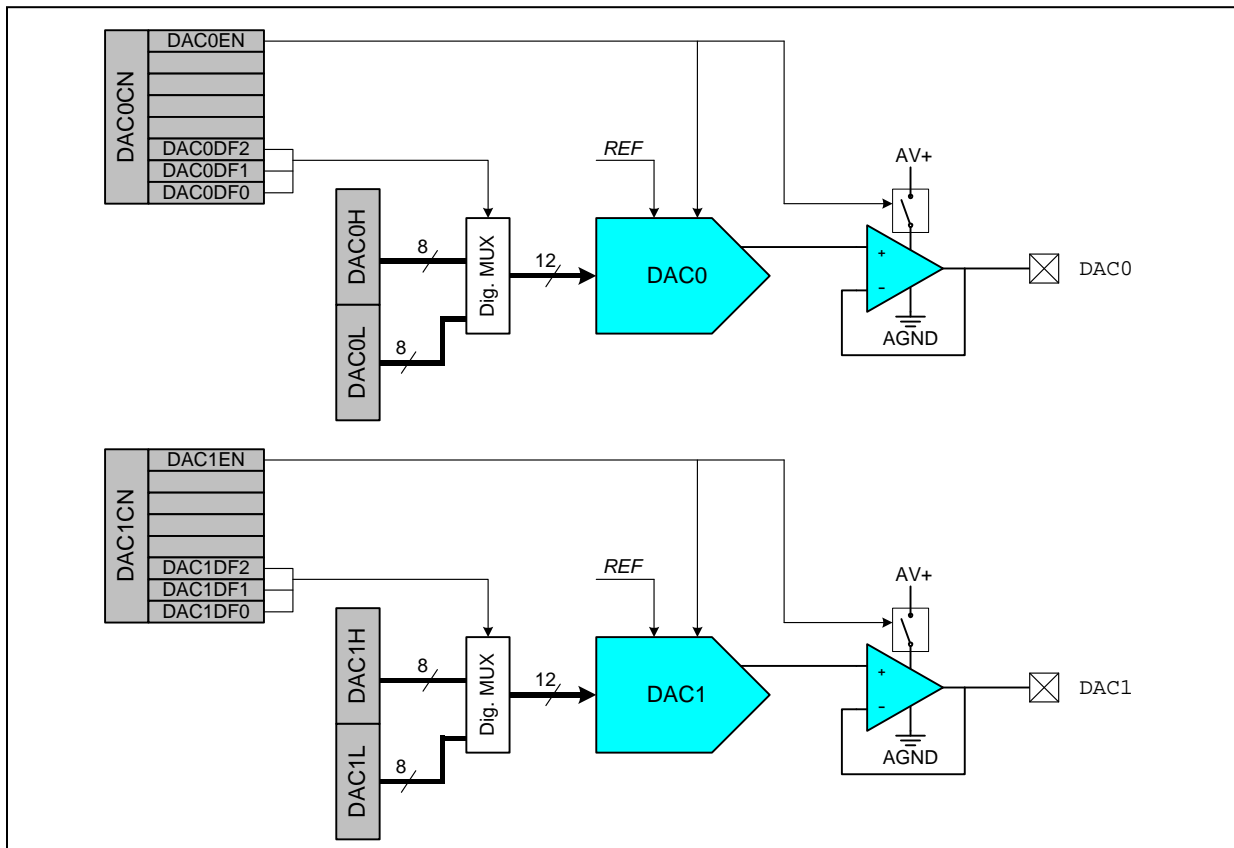 DAC0CN
DAC0EN
DAC0DF2
DAC0DF1
DAC0DF0
REF
AV+
DAC0H
8
Dig. MUX
12
DAC0
+
−
DAC0
AGND
DAC0L
8
DAC1CN
DAC1EN
DAC1DF2
DAC1DF1
DAC1DF0
REF
AV+
DAC1H
8
Dig. MUX
12
DAC1
+
−
DAC1
AGND
DAC1L
8